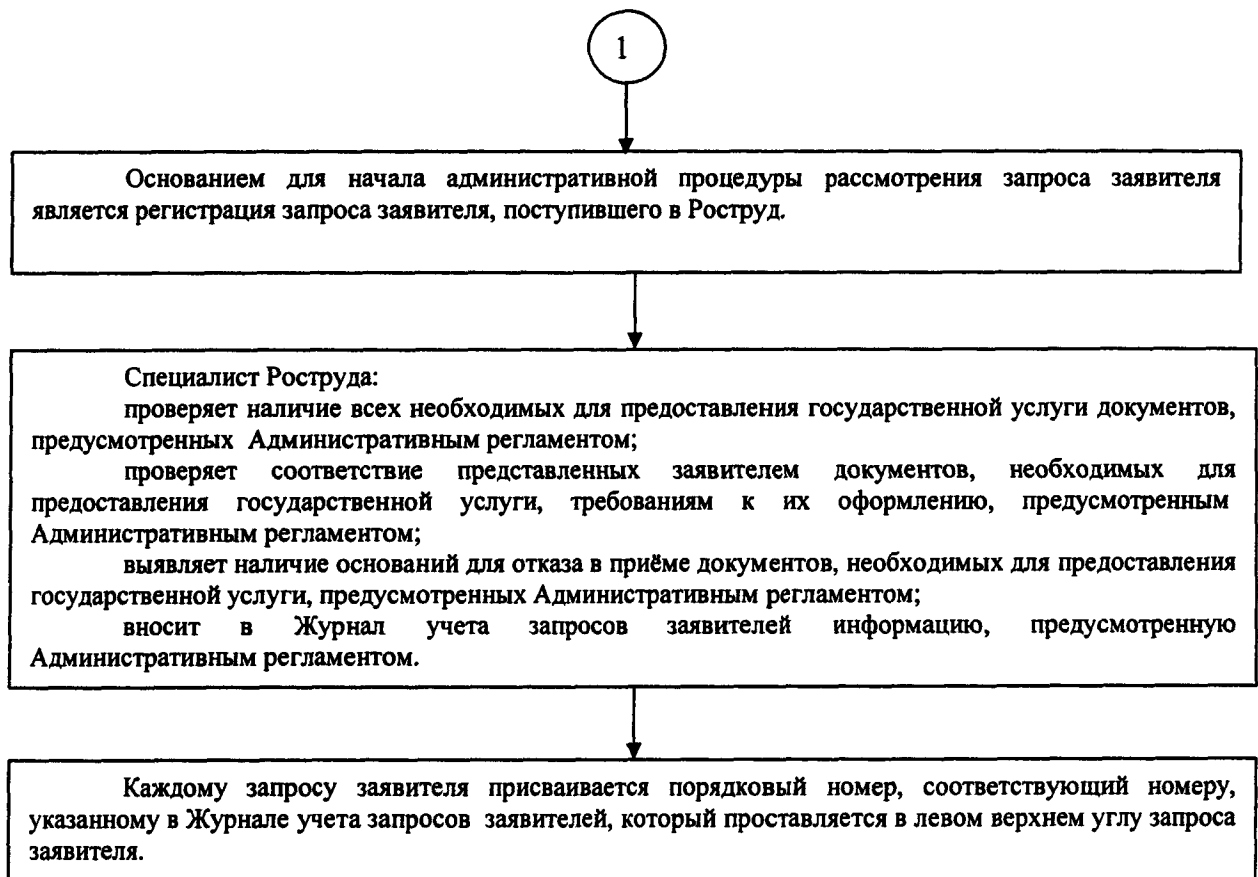 1
Основанием для начала административной процедуры рассмотрения запроса заявителя
является регистрация запроса заявителя, поступившего в Роструд.
Специалист Роструда:
проверяет наличие всех необходимых для предоставления государственной услуги документов,
предусмотренных Административным регламентом;
проверяет соответствие представленных заявителем документов, необходимых для
предоставления государственной услуги, требованиям к их оформлению, предусмотренным
Административным регламентом;
выявляет наличие оснований для отказа в приёме документов, необходимых для предоставления
государственной услуги, предусмотренных Административным регламентом;
вносит в Журнал учета запросов заявителей информацию, предусмотренную
Административным регламентом.
Каждому запросу заявителя присваивается порядковый номер, соответствующий номеру,
указанному в Журнале учета запросов заявителей, который проставляется в левом верхнем углу запроса
заявителя.